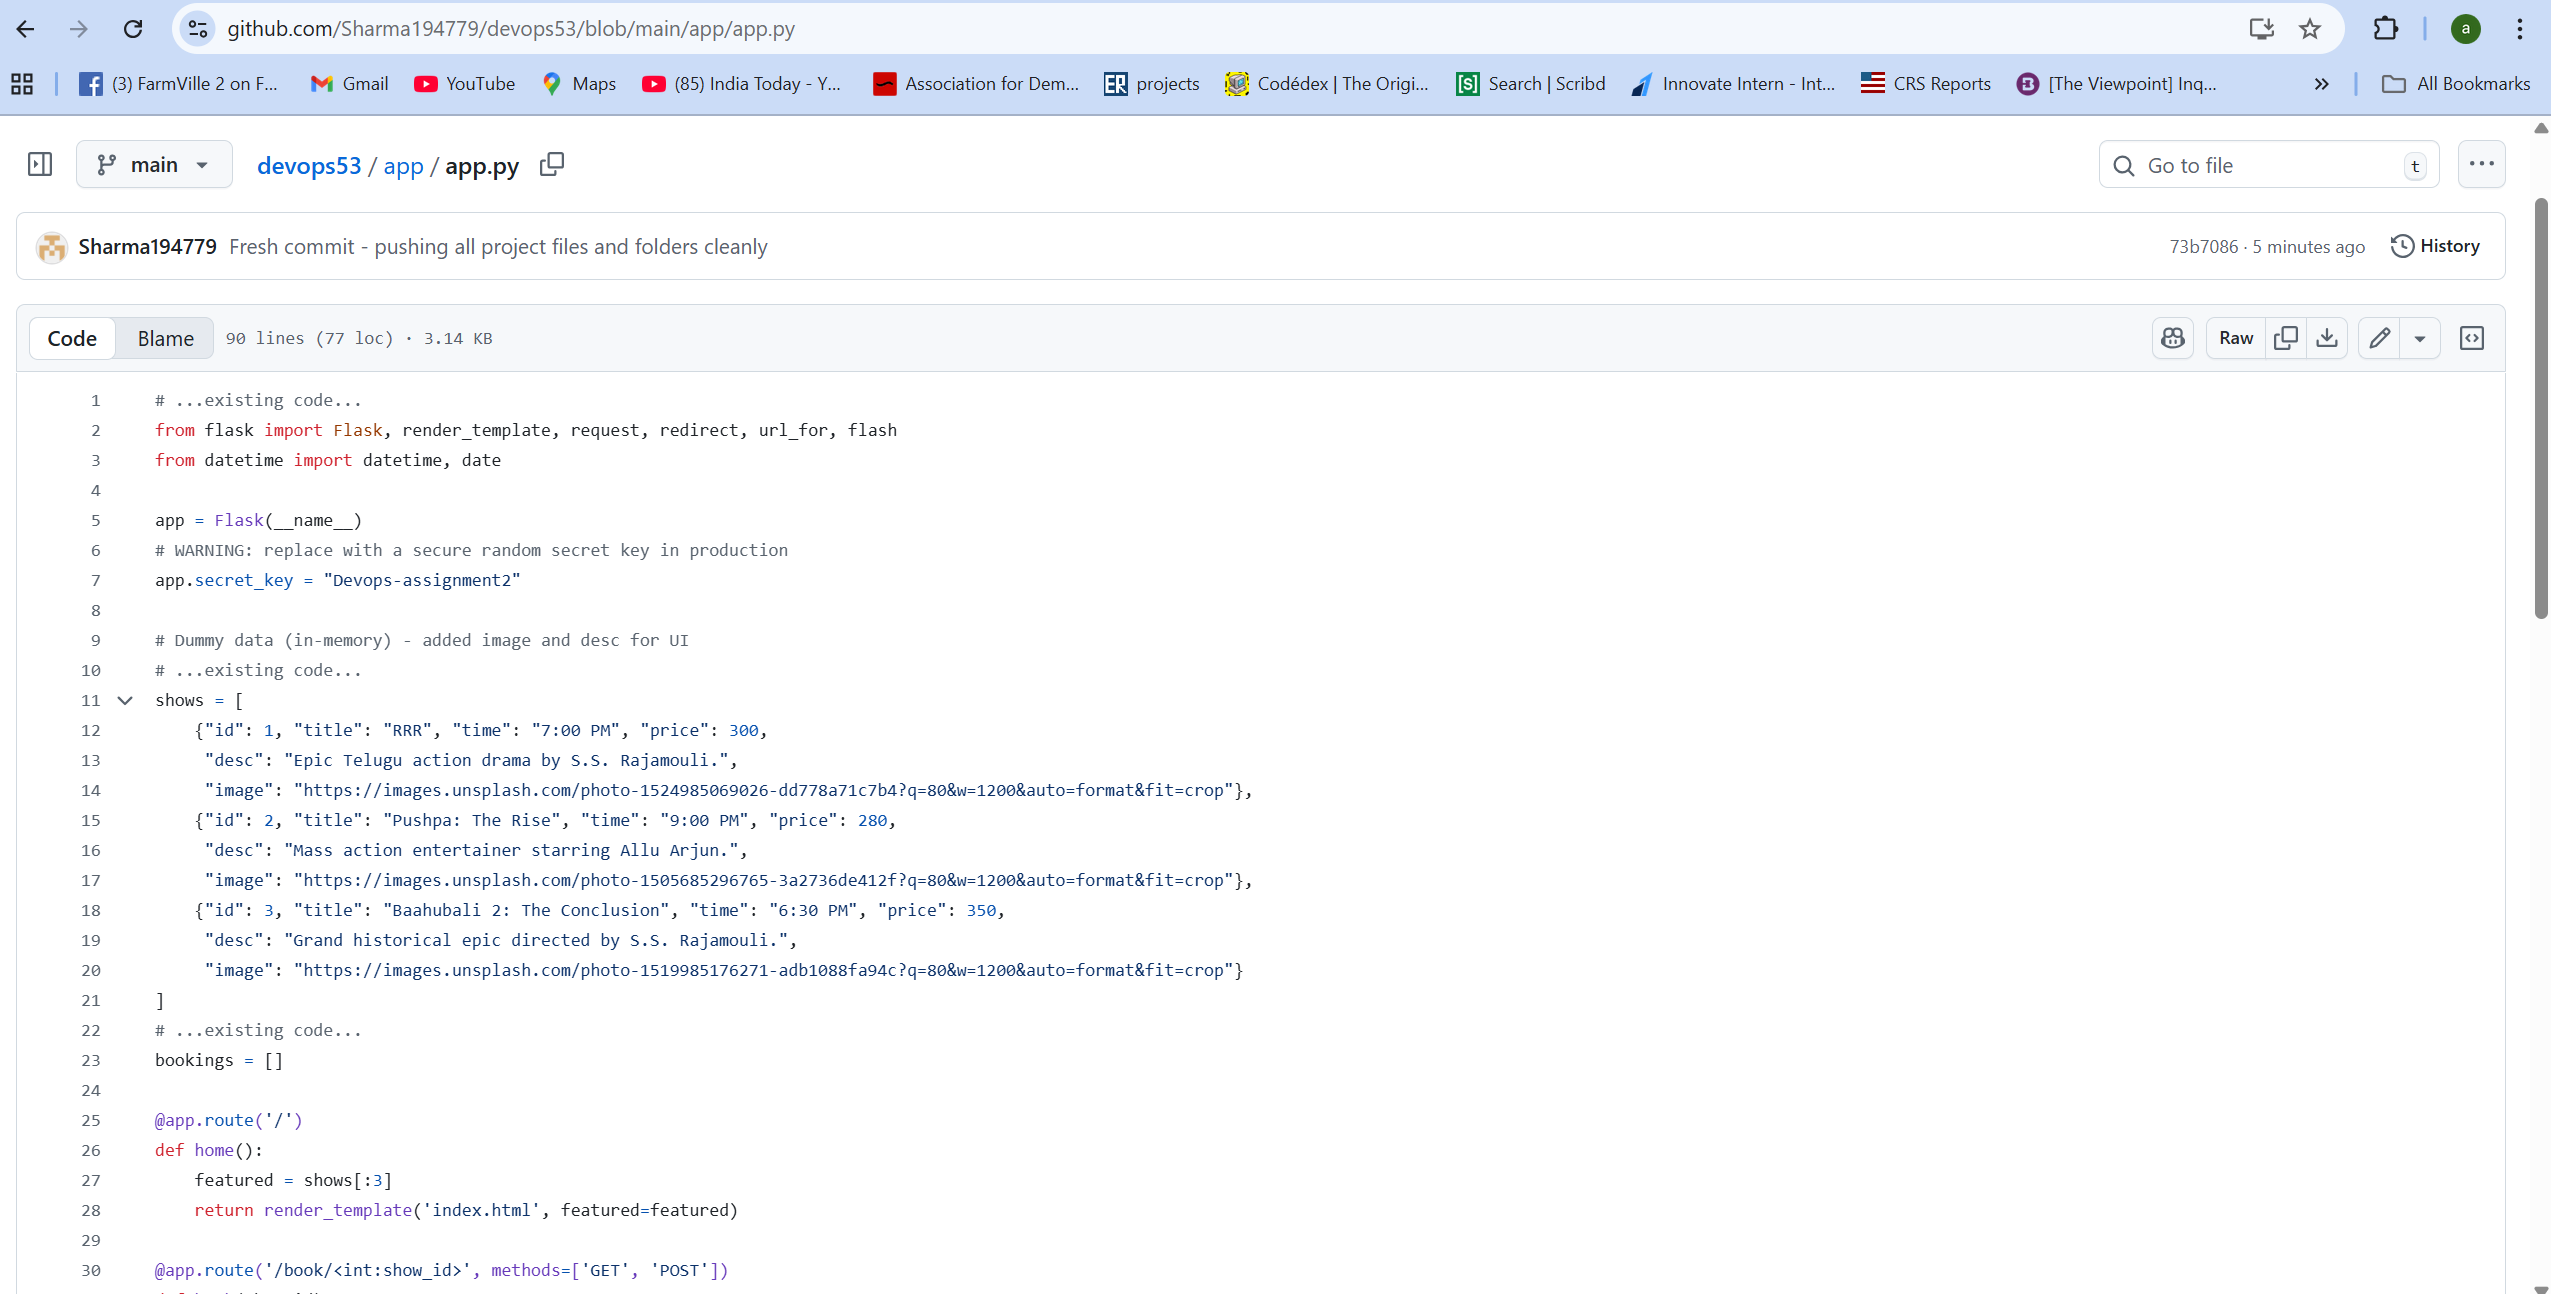 github.com/Sharma194779/devops53/blob/main/app/app.py
a
(3) FarmVille 2 on F...
Gmail
YouTube
Maps
(85) India Today - Y...
Association for Dem...
ER projects
Codédex | The Origi...
[S] Search | Scribd
Innovate Intern - Int...
CRS Reports
B [The Viewpoint] Inq...
»
All Bookmarks
main
devops53 / app / app.py
Go to file
t
Sharma194779 Fresh commit - pushing all project files and folders cleanly
73b7086 · 5 minutes ago
History
Code
Blame
90 lines (77 loc) · 3.14 KB
Raw
1 # ...existing code...
2 from flask import Flask, render_template, request, redirect, url_for, flash
3 from datetime import datetime, date
4
5 app = Flask(__name__)
6 # WARNING: replace with a secure random secret key in production
7 app.secret_key = "Devops-assignment2"
8
9 # Dummy data (in-memory) - added image and desc for UI
10 # ...existing code...
11 shows = [
12 {"id": 1, "title": "RRR", "time": "7:00 PM", "price": 300,
13 "desc": "Epic Telugu action drama by S.S. Rajamouli.",
14 "image": "https://images.unsplash.com/photo-1524985069026-dd778a71c7b4?q=80&w=1200&auto=format&fit=crop"},
15 {"id": 2, "title": "Pushpa: The Rise", "time": "9:00 PM", "price": 280,
16 "desc": "Mass action entertainer starring Allu Arjun.",
17 "image": "https://images.unsplash.com/photo-1505685296765-3a2736de412f?q=80&w=1200&auto=format&fit=crop"},
18 {"id": 3, "title": "Baahubali 2: The Conclusion", "time": "6:30 PM", "price": 350,
19 "desc": "Grand historical epic directed by S.S. Rajamouli.",
20 "image": "https://images.unsplash.com/photo-1519985176271-adb1088fa94c?q=80&w=1200&auto=format&fit=crop"}
21 ]
22 # ...existing code...
23 bookings = []
24
25 @app.route('/')
26 def home():
27 featured = shows[:3]
28 return render_template('index.html', featured=featured)
29
30 @app.route('/book/<int:show_id>', methods=['GET', 'POST'])